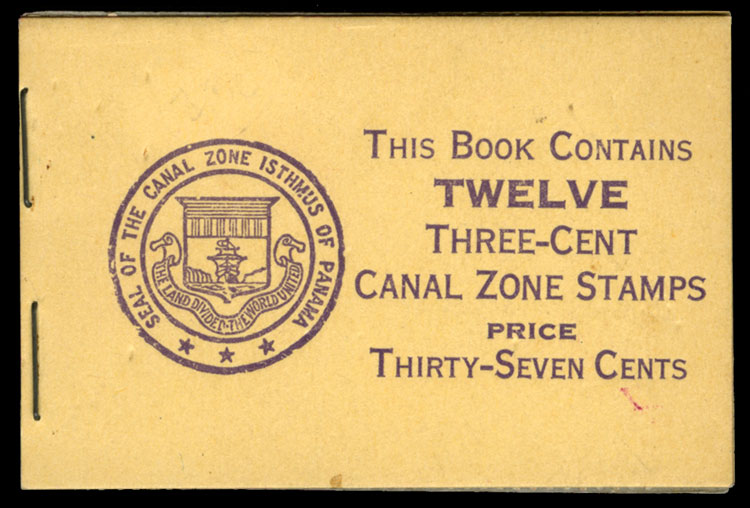 SEAL OF THE CANAL ZONE ISTHMUS OF PANAMA
THE LAND DIVIDED·THE WORLD UNITED
THIS BOOK CONTAINS
TWELVE
THREE-CENT
CANAL ZONE STAMPS
PRICE
THIRTY-SEVEN CENTS